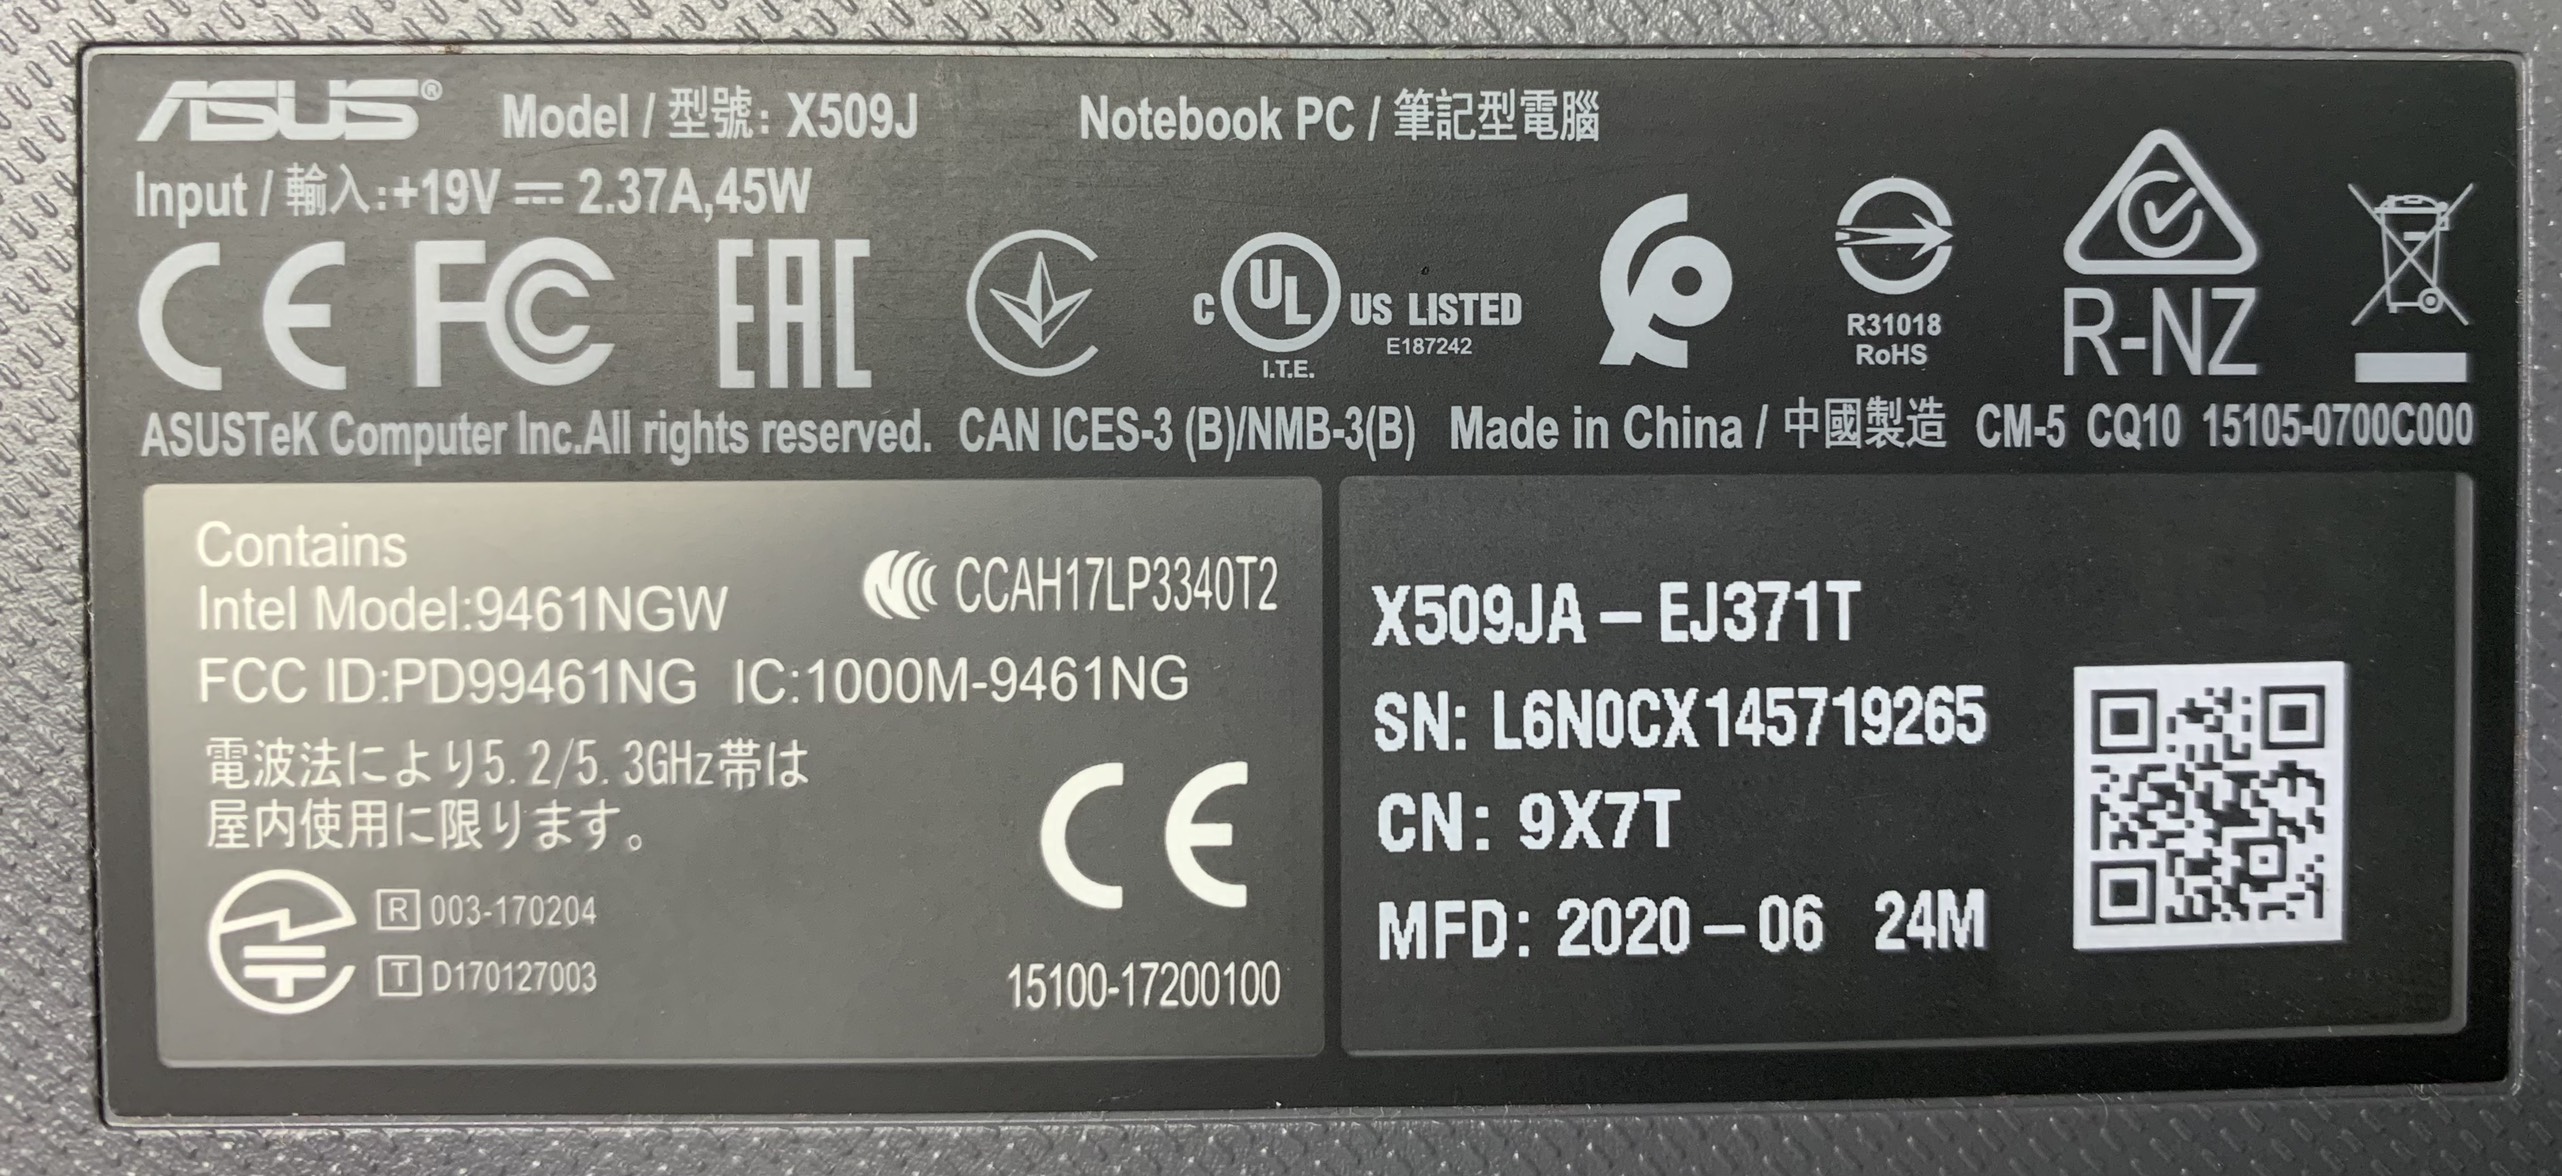 ASUS® Model / 型號: X509J Notebook PC / 筆記型電腦
Input / 輸入:+19V ⎓ 2.37A,45W
CE FC EAC
C UL US LISTED
E187242
I.T.E.
R31018
RoHS
R-NZ
ASUSTeK Computer Inc.All rights reserved. CAN ICES-3 (B)/NMB-3(B) Made in China / 中國製造 CM-5 CQ10 15105-0700C000
Contains
Intel Model:9461NGW
CCAH17LP3340T2
FCC ID:PD99461NG IC:1000M-9461NG
電波法により5.2/5.3GHz帯は
屋内使用に限ります。
R 003-170204
T D170127003
CE
15100-17200100
X509JA-EJ371T
SN: L6N0CX145719265
CN: 9X7T
MFD: 2020-06 24M